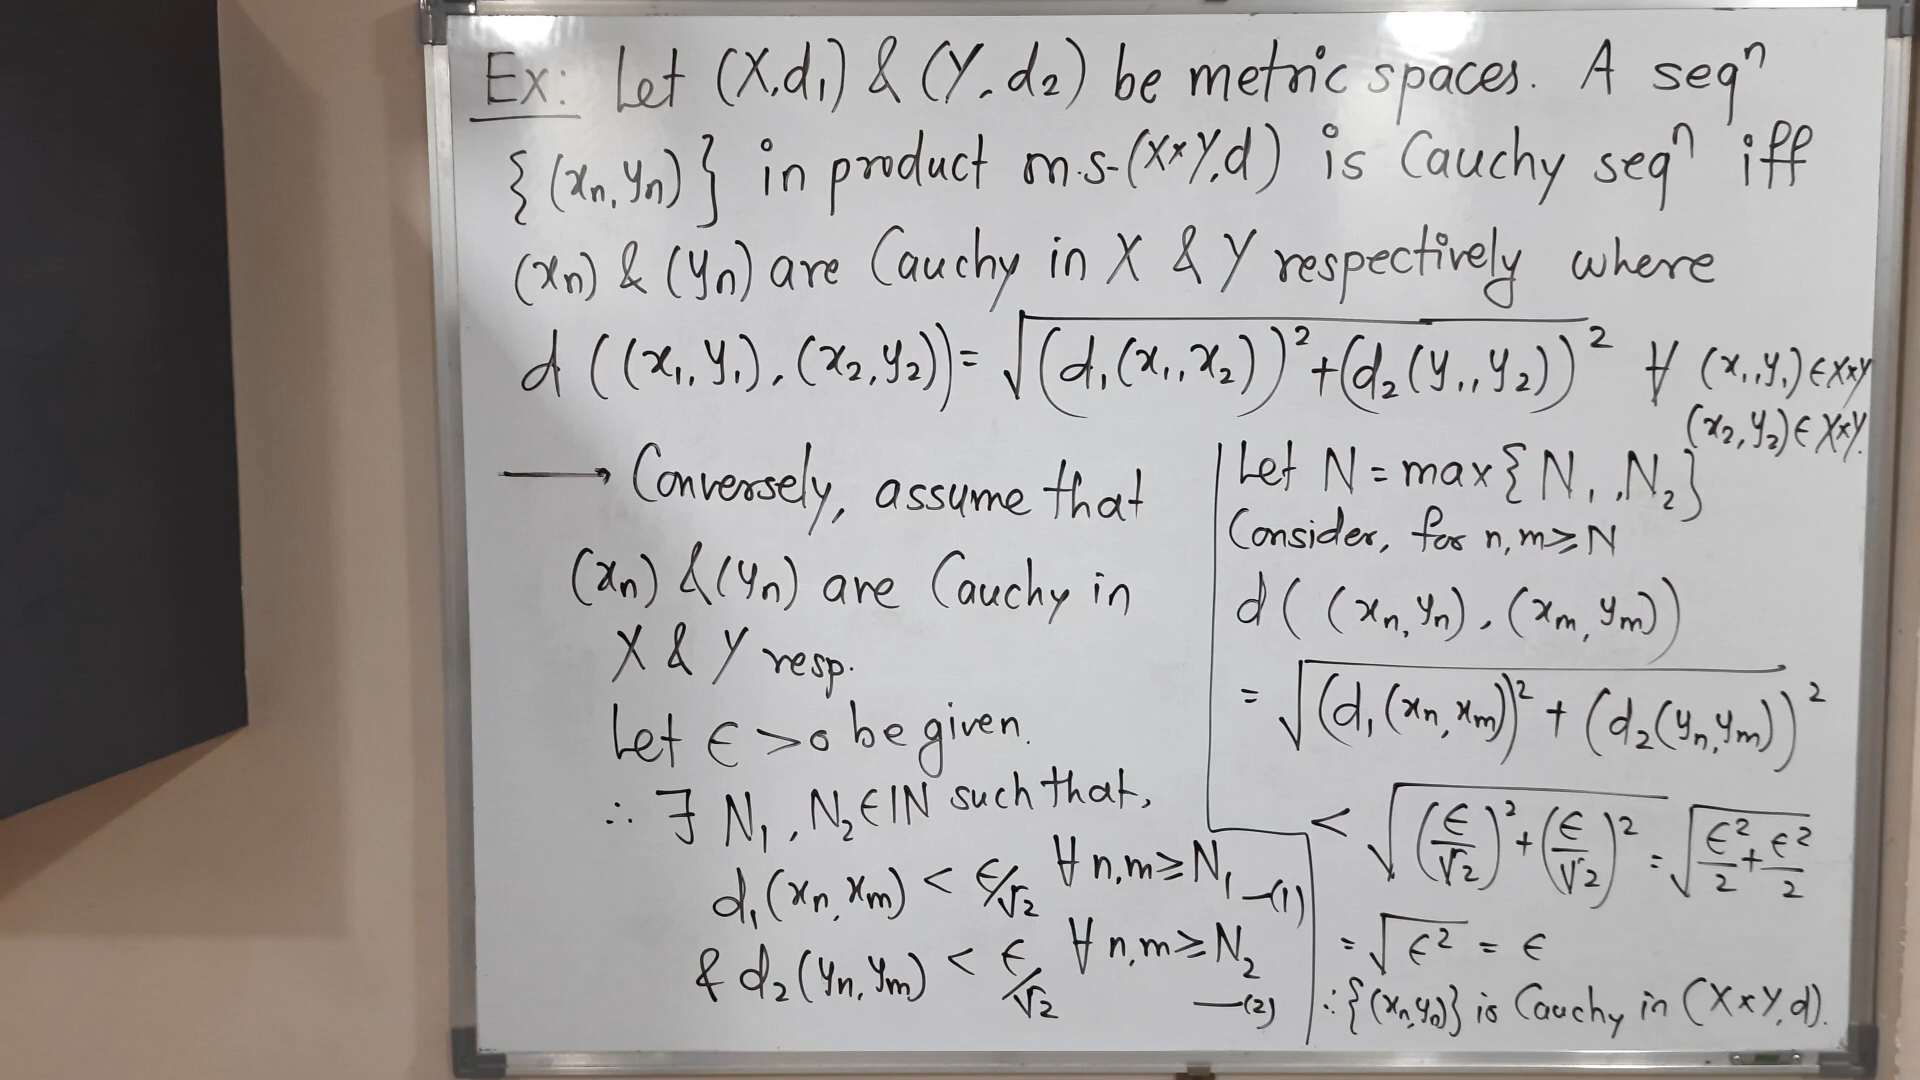 Ex: Let (X,d₁) & (Y,d₂) be metric spaces. A seqⁿ
{(xₙ,yₙ)} in product m.s.(X×Y,d) is Cauchy seqⁿ iff
(xₙ) & (yₙ) are Cauchy in X & Y respectively where
d((x₁,y₁),(x₂,y₂)) = √((d₁(x₁,x₂))²+(d₂(y₁,y₂))²) ∀ (x₁,y₁)∈X×Y
(x₂,y₂)∈X×Y.
→ Conversely, assume that
(xₙ) &(yₙ) are Cauchy in
X & Y resp.
Let ϵ>0 be given.
∴ ∃ N₁, N₂∈ℕ such that,
d₁(xₙ,xₘ) < ϵ/√2 ∀ n,m≥N₁ —(1)
& d₂(yₙ,yₘ) < ϵ/√2 ∀ n,m≥N₂
—(2)
Let N = max{N₁,N₂}
Consider, for n,m≥N
d((xₙ,yₙ),(xₘ,yₘ))
= √((d₁(xₙ,xₘ))² + (d₂(yₙ,yₘ))²)
< √((ϵ/√2)²+(ϵ/√2)²) = √(ϵ²/2+ϵ²/2)
= √(ϵ²) = ϵ
∴ {(xₙ,yₙ)} is Cauchy in (X×Y,d).